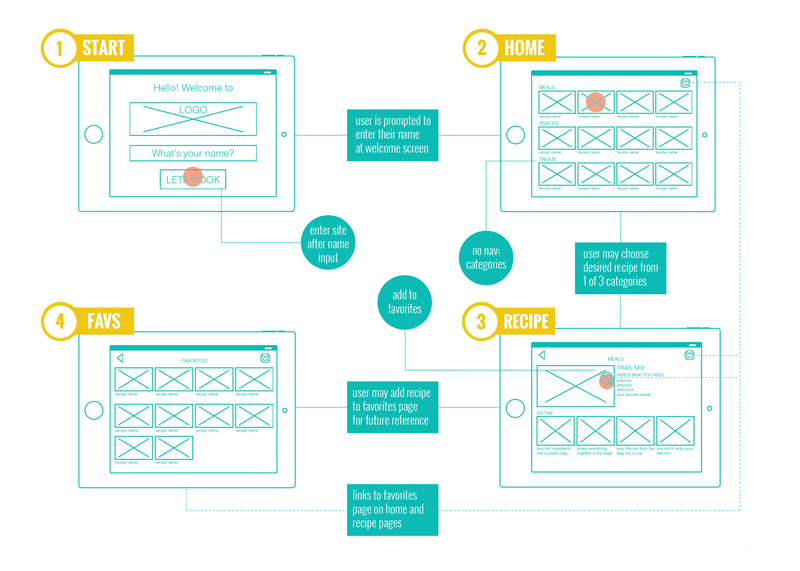 1 START
Hello! Welcome to
LOGO
What's your name?
LETS COOK
user is prompted to
enter their name
at welcome screen
enter site
after name
input
2 HOME
MEALS
recipe name recipe name recipe name recipe name
SNACKS
recipe name recipe name recipe name recipe name
TREATS
recipe name recipe name recipe name recipe name
no nav:
categories
user may choose
desired recipe from
1 of 3 categories
add to
favorites
3 RECIPE
MEALS
TRAIL MIX
HERE'S WHAT YOU NEED
popcorn
almonds
dried fruit
your favorite cereal
DO THIS
pour all ingredients
into a plastic bag
shake everything
together in the bags
pour the mix from the
bag into a cup
you did it! enjoy your
trail mix!
4 FAVS
FAVORITES
recipe name recipe name recipe name recipe name
recipe name recipe name recipe name recipe name
recipe name recipe name
user may add recipe
to favorites page
for future reference
links to favorites
page on home and
recipe pages